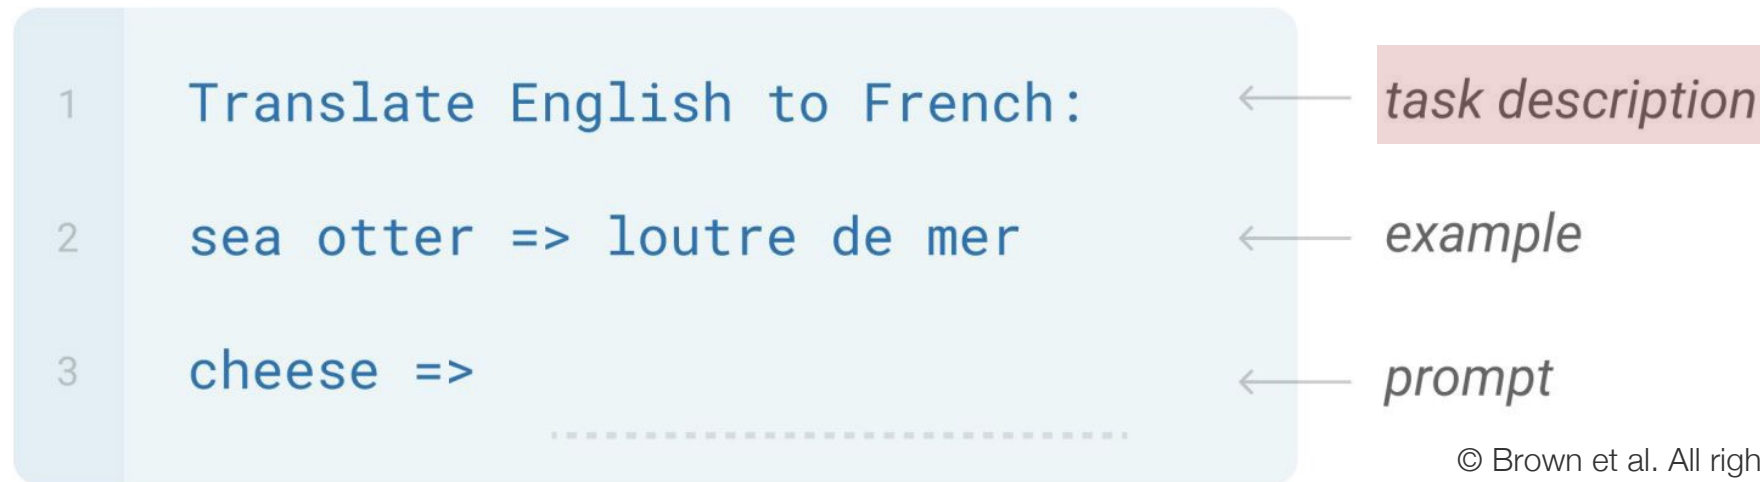 1 Translate English to French: ← task description
2 sea otter => loutre de mer ← example
3 cheese => ← prompt
© Brown et al. All righ